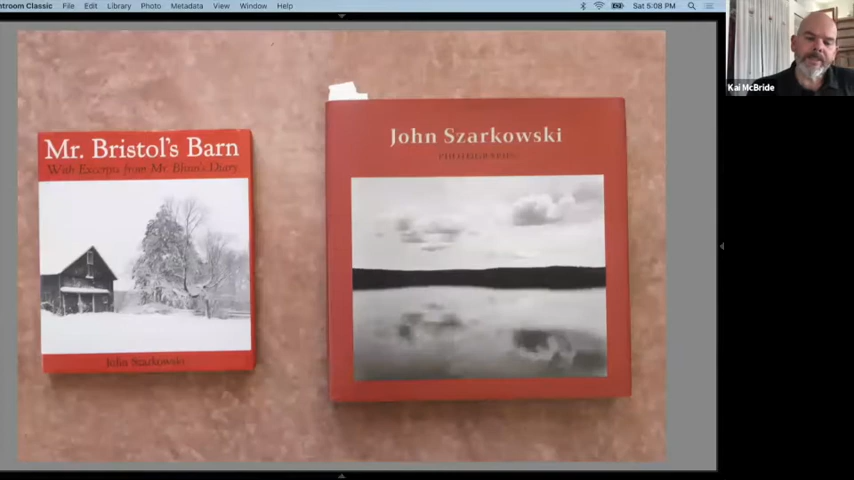 ntroom Classic File Edit Library Photo Metadata View Window Help Sat 5:08 PM
Kai McBride
Mr. Bristol's Barn
With Excerpts from Mr. Blinn's Diary
John Szarkowski
John Szarkowski
PHOTOGRAPHS